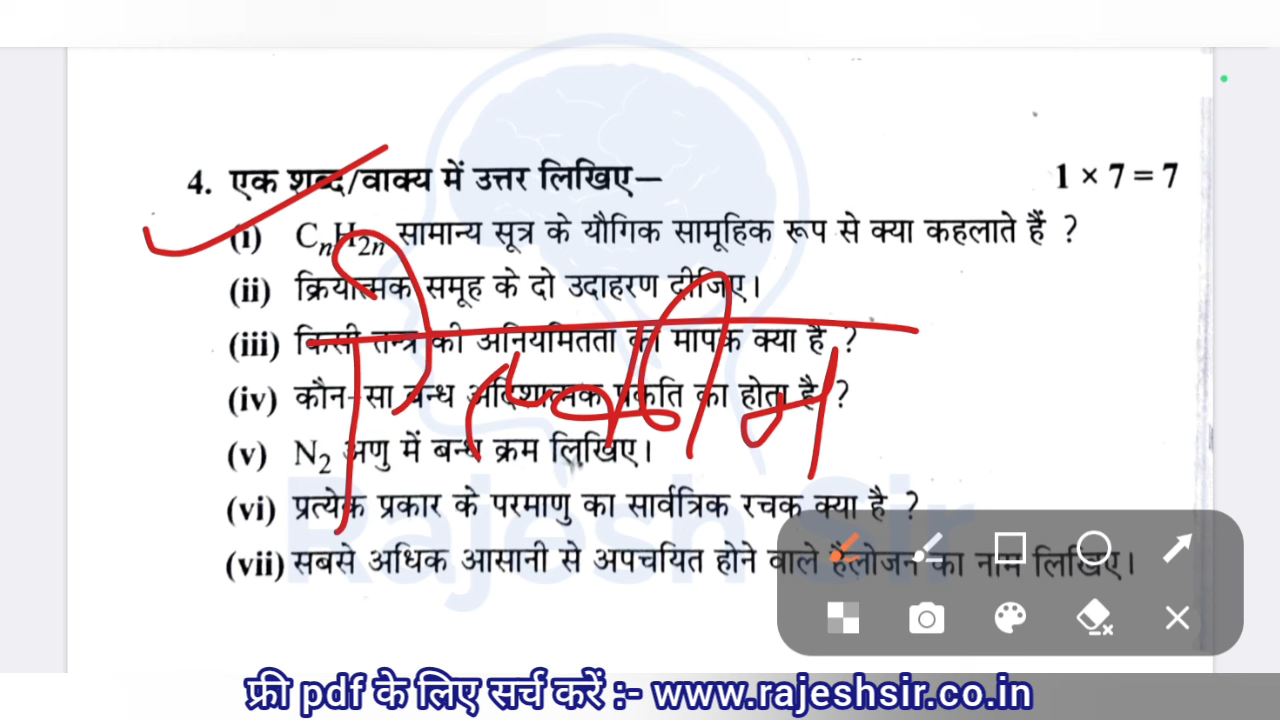 4. एक शब्द/वाक्य में उत्तर लिखिए— 1 × 7 = 7
(i) CnH2n सामान्य सूत्र के यौगिक सामूहिक रूप से क्या कहलाते हैं ?
(ii) क्रियात्मक समूह के दो उदाहरण दीजिए।
(iii) किसी तन्त्र की अनियमितता का मापक क्या है ?
(iv) कौन-सा बन्ध अदिशात्मक प्रकृति का होता है ?
(v) N2 अणु में बन्ध क्रम लिखिए।
(vi) प्रत्येक प्रकार के परमाणु का सार्वत्रिक रचक क्या है ?
(vii) सबसे अधिक आसानी से अपचयित होने वाले हैलोजन का नाम लिखिए।
Rajesh Sir
फ्री pdf के लिए सर्च करें :- www.rajeshsir.co.in